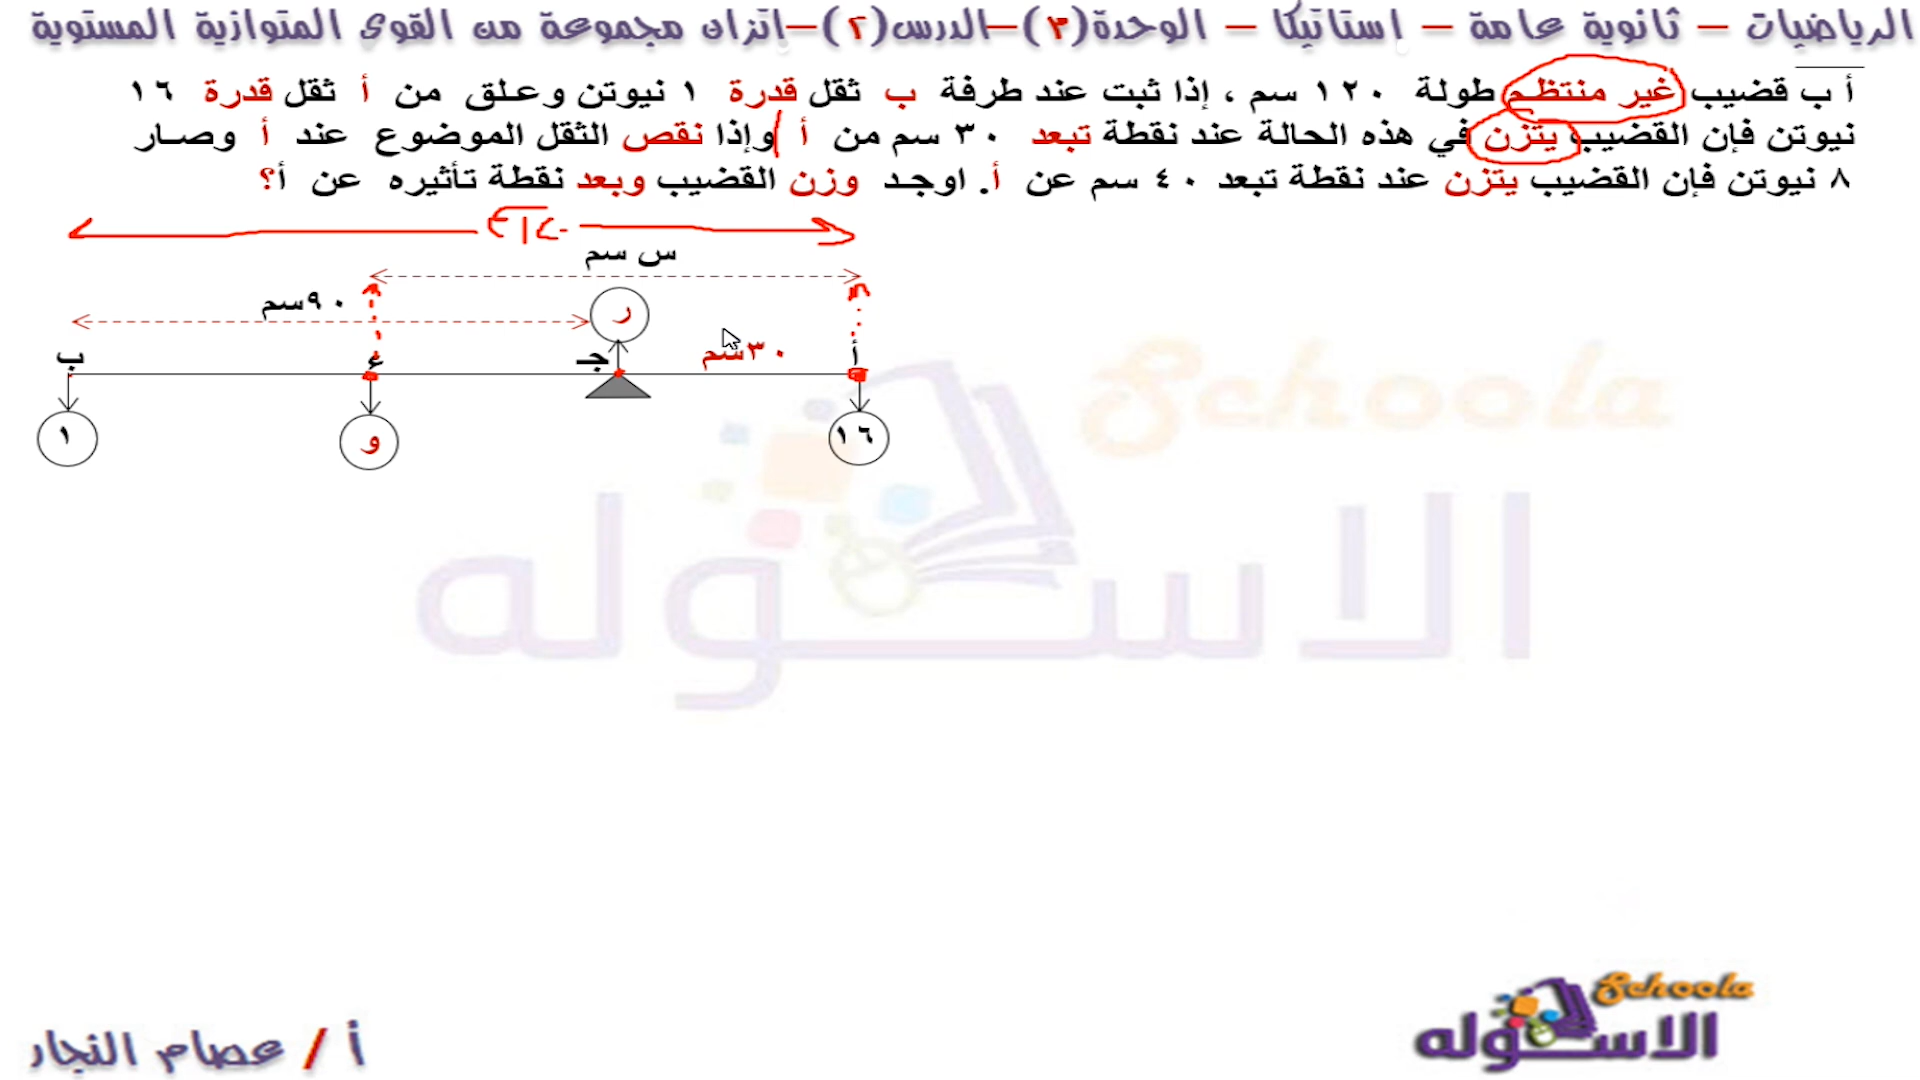 الرياضيات – ثانوية عامة – إستاتيكا – الوحدة(٣)–الدرس(٢)–إتزان مجموعة من القوى المتوازية المستوية
أ ب قضيب غير منتظم طولة ١٢٠ سم ، إذا ثبت عند طرفة ب ثقل قدرة ١ نيوتن وعلق من أ ثقل قدرة ١٦
نيوتن فإن القضيب يتزن في هذه الحالة عند نقطة تبعد ٣٠ سم من أ وإذا نقص الثقل الموضوع عند أ وصار
٨ نيوتن فإن القضيب يتزن عند نقطة تبعد ٤٠ سم عن أ. اوجد وزن القضيب وبعد نقطة تأثيره عن أ؟
١٢٠
س سم
٩٠سم
ر
ب
ء
جـ
٣٠سم
أ
١
و
١٦
Schoola
الاسكوله
Schoola
الاسكوله
أ / عصام النجار